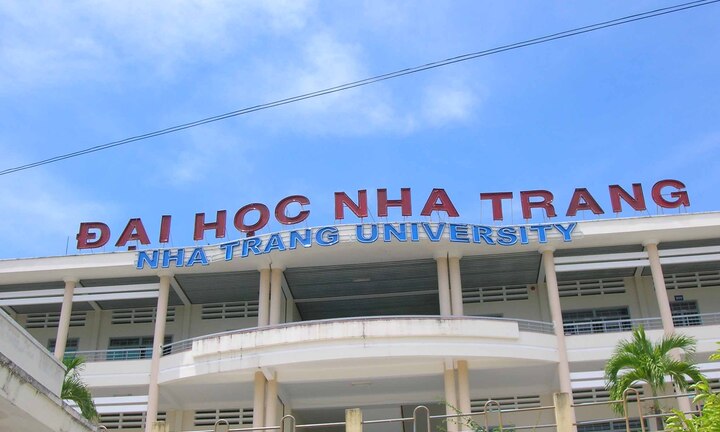 ĐẠI HỌC NHA TRANG
NHA TRANG UNIVERSITY